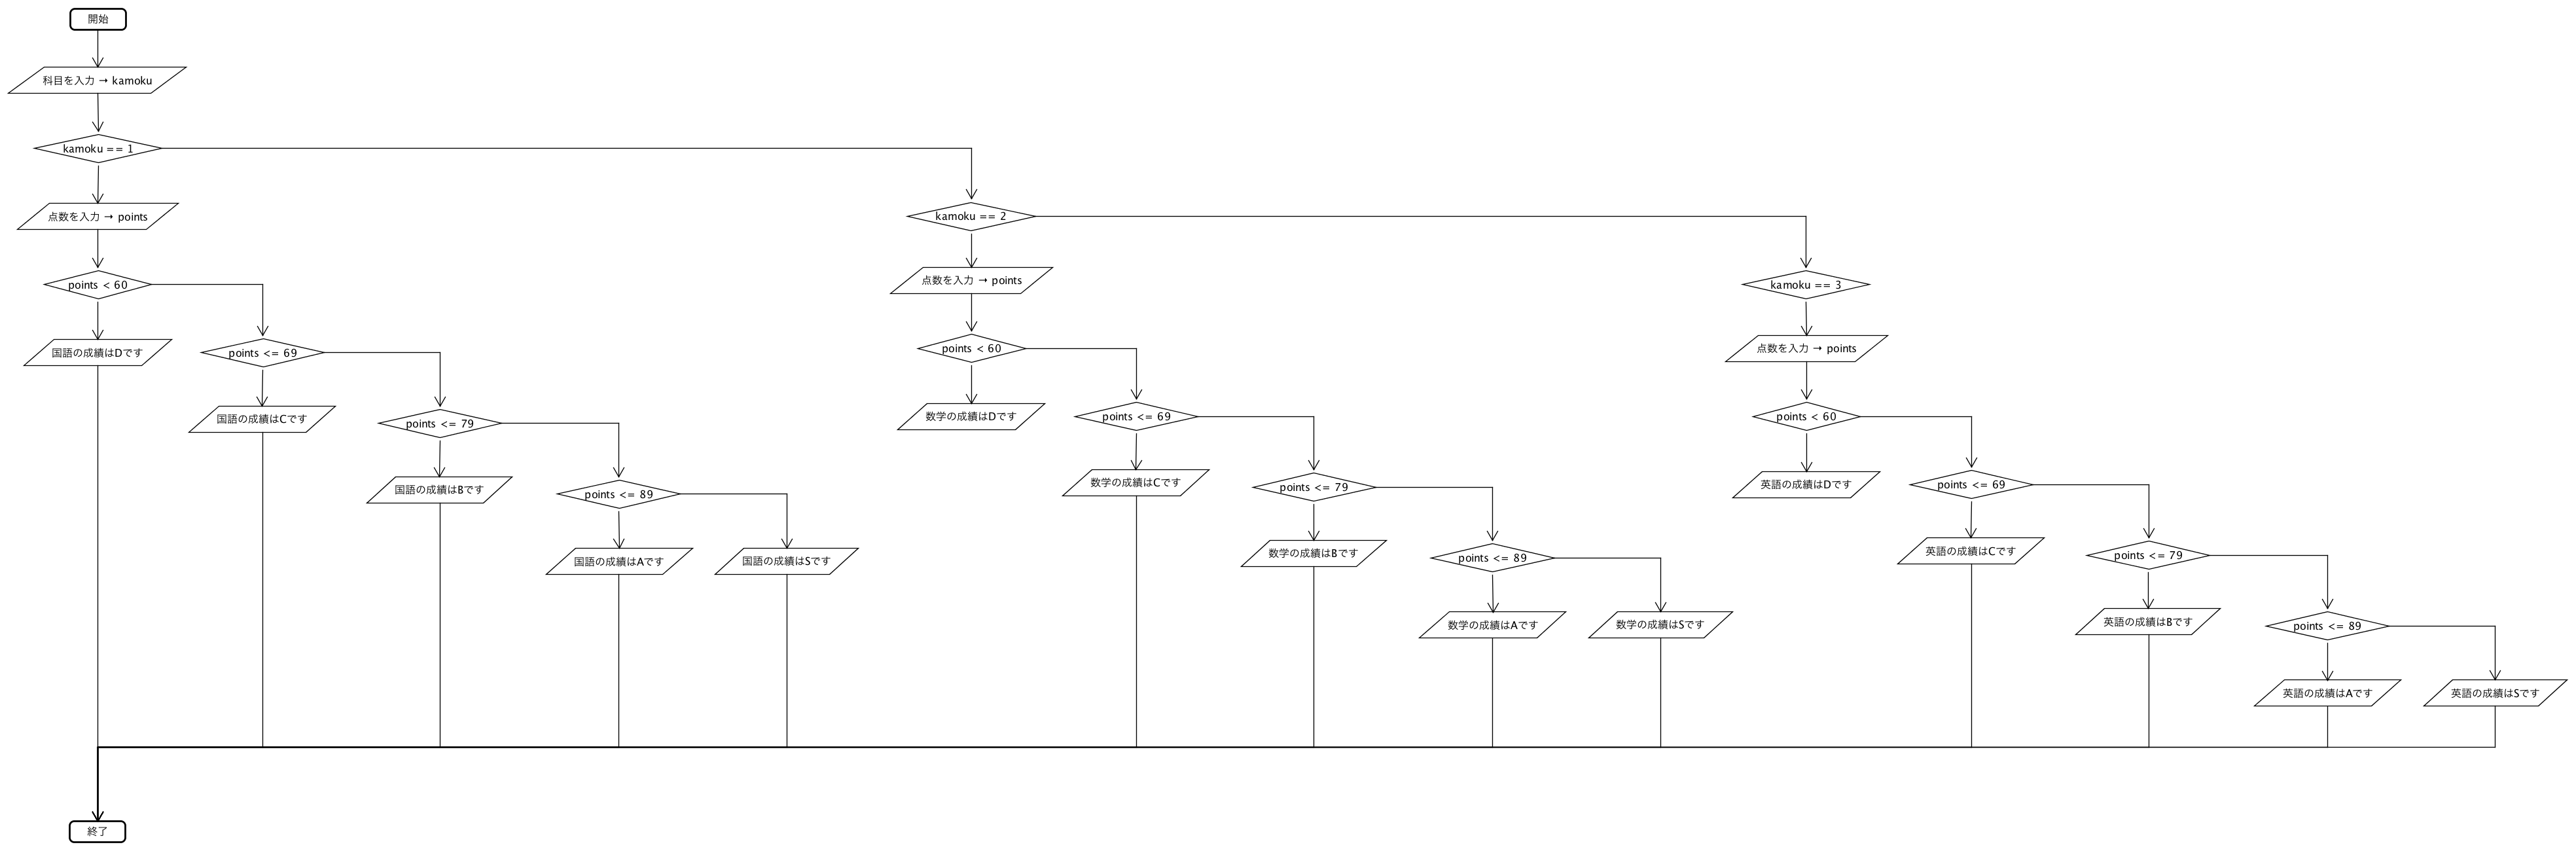 開始
科目を入力 → kamoku
kamoku == 1
点数を入力 → points
points < 60
国語の成績はDです
points <= 69
国語の成績はCです
points <= 79
国語の成績はBです
points <= 89
国語の成績はAです
国語の成績はSです
kamoku == 2
点数を入力 → points
points < 60
数学の成績はDです
points <= 69
数学の成績はCです
points <= 79
数学の成績はBです
points <= 89
数学の成績はAです
数学の成績はSです
kamoku == 3
点数を入力 → points
points < 60
英語の成績はDです
points <= 69
英語の成績はCです
points <= 79
英語の成績はBです
points <= 89
英語の成績はAです
英語の成績はSです
終了